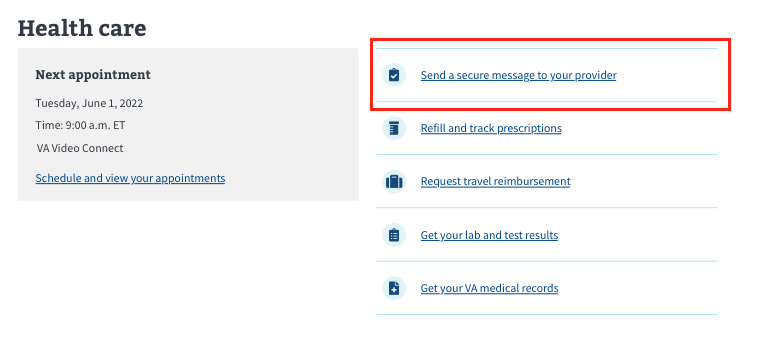 Health care
Next appointment
Tuesday, June 1, 2022
Time: 9:00 a.m. ET
VA Video Connect
Schedule and view your appointments
Send a secure message to your provider
Refill and track prescriptions
Request travel reimbursement
Get your lab and test results
Get your VA medical records